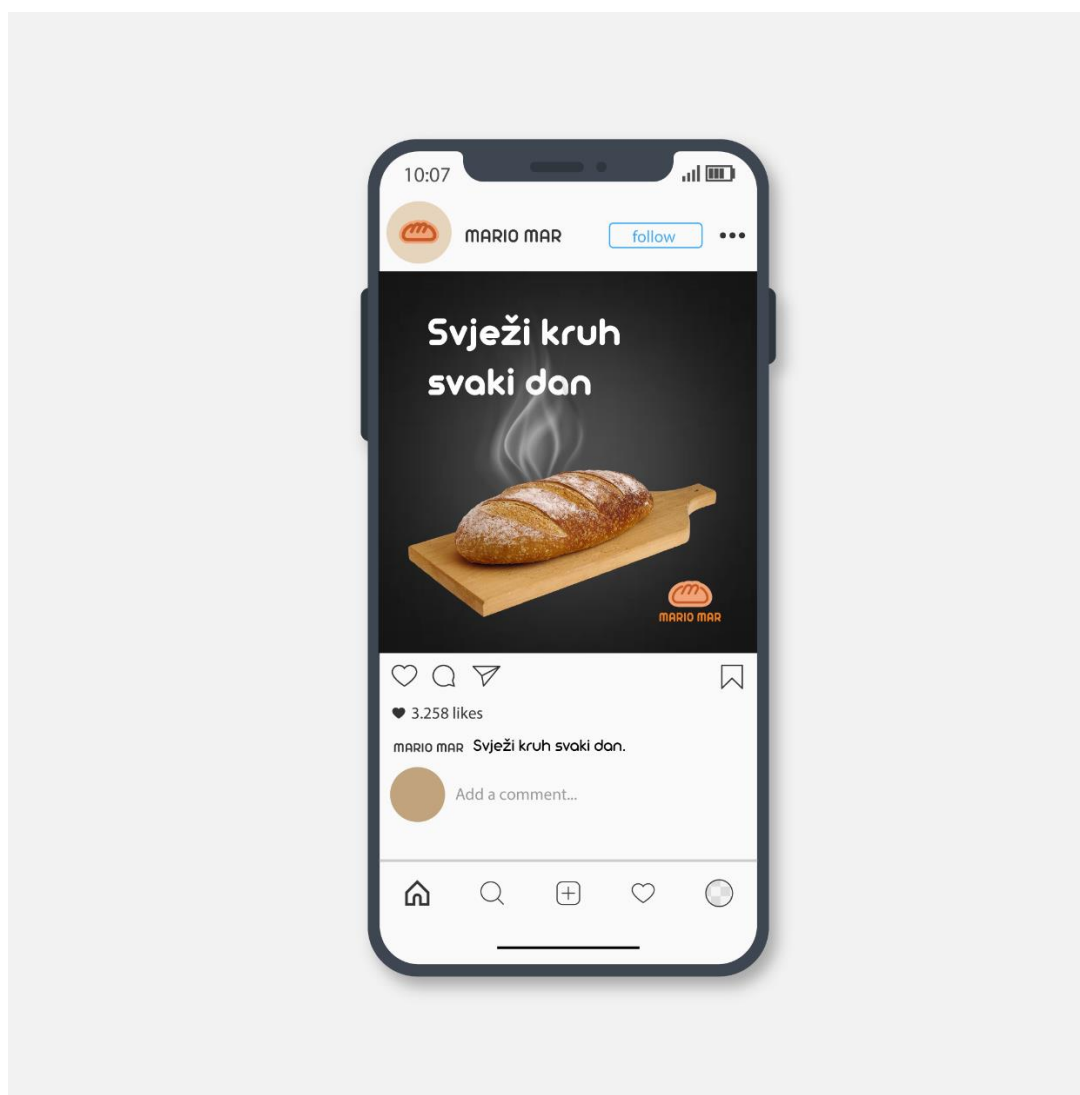 10:07
MARIO MAR
follow
Svježi kruh
svaki dan
MARIO MAR
3.258 likes
MARIO MAR Svježi kruh svaki dan.
Add a comment...